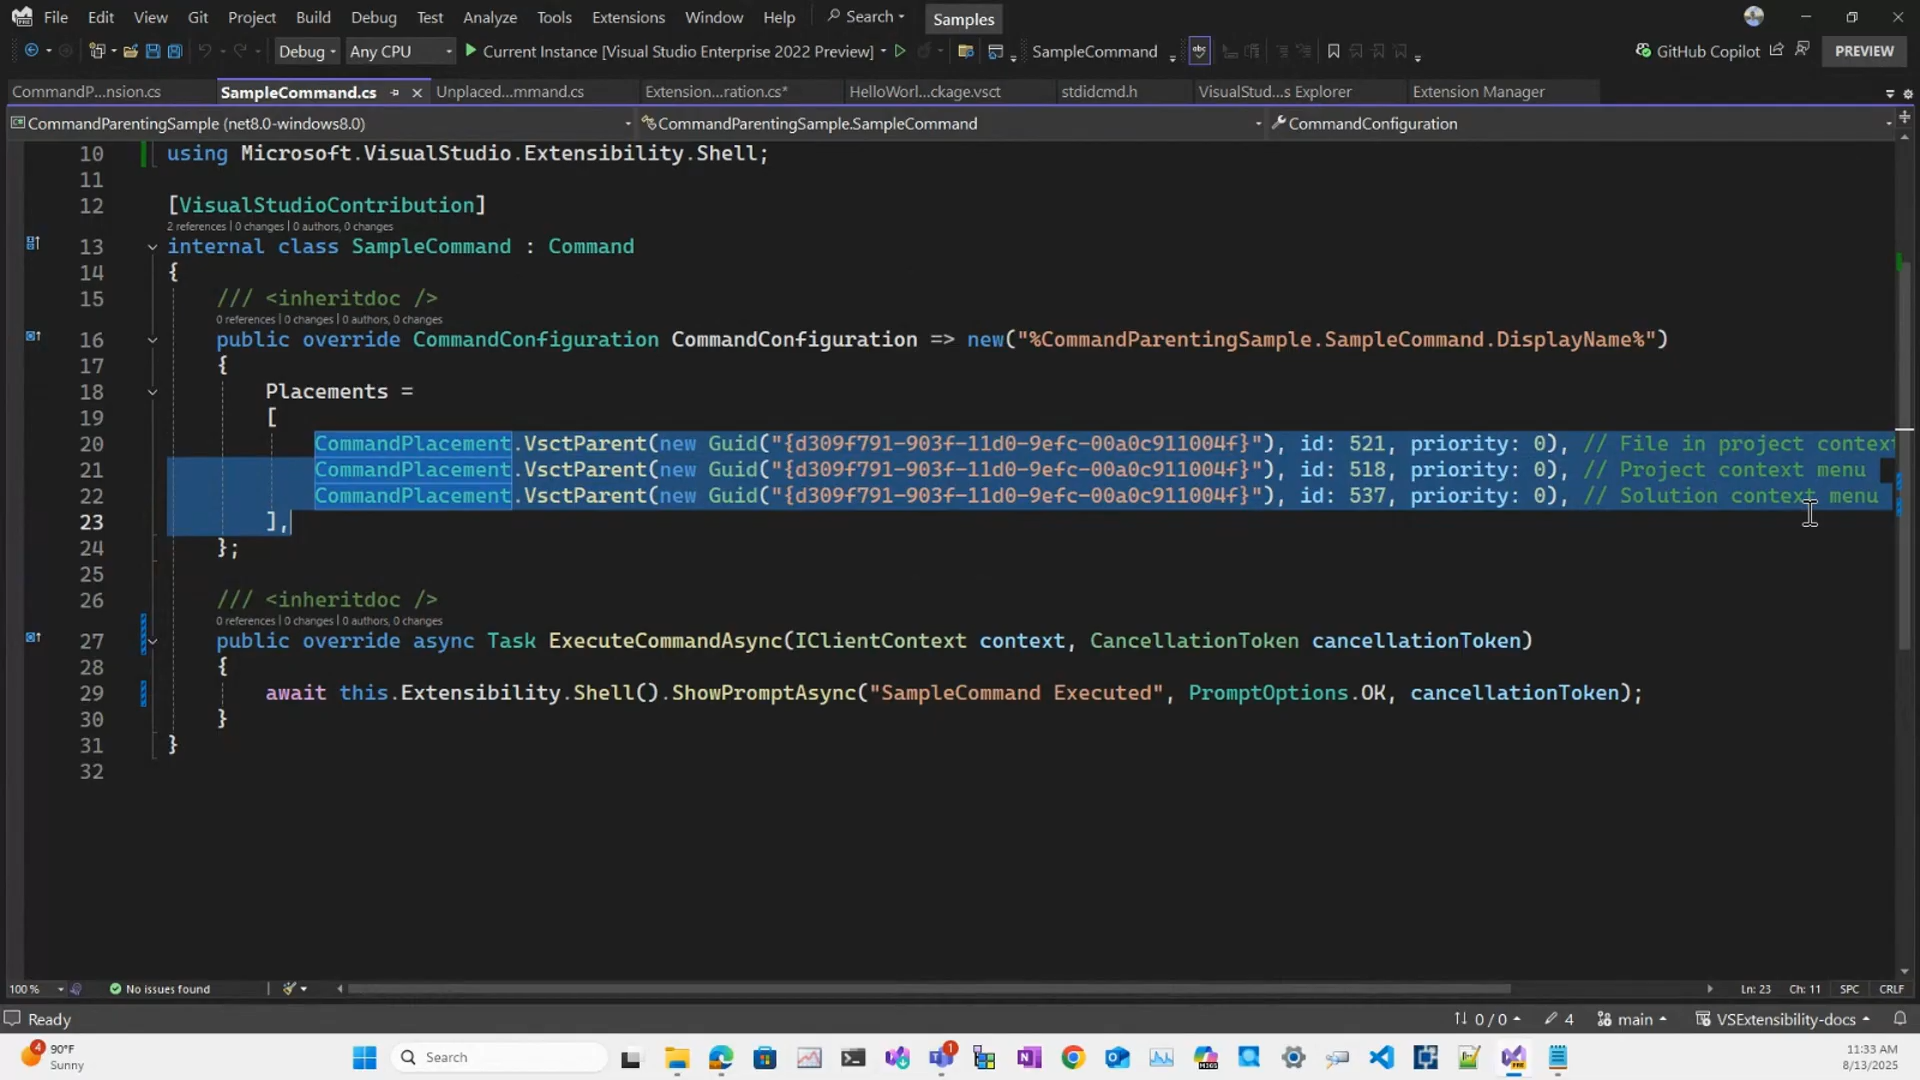 File Edit View Git Project Build Debug Test Analyze Tools Extensions Window Help Search Samples
Debug Any CPU Current Instance [Visual Studio Enterprise 2022 Preview] SampleCommand abc GitHub Copilot PREVIEW
CommandP...nsion.cs SampleCommand.cs Unplaced...mmand.cs Extension...ration.cs* HelloWorl...ckage.vsct stdidcmd.h VisualStud...s Explorer Extension Manager
CommandParentingSample (net8.0-windows8.0) CommandParentingSample.SampleCommand CommandConfiguration
10 using Microsoft.VisualStudio.Extensibility.Shell;
11
12 [VisualStudioContribution]
2 references | 0 changes | 0 authors, 0 changes
13 internal class SampleCommand : Command
14 {
15 /// <inheritdoc />
0 references | 0 changes | 0 authors, 0 changes
16 public override CommandConfiguration CommandConfiguration => new("%CommandParentingSample.SampleCommand.DisplayName%")
17 {
18 Placements =
19 [
20 CommandPlacement.VsctParent(new Guid("{d309f791-903f-11d0-9efc-00a0c911004f}"), id: 521, priority: 0), // File in project context
21 CommandPlacement.VsctParent(new Guid("{d309f791-903f-11d0-9efc-00a0c911004f}"), id: 518, priority: 0), // Project context menu
22 CommandPlacement.VsctParent(new Guid("{d309f791-903f-11d0-9efc-00a0c911004f}"), id: 537, priority: 0), // Solution context menu
23 ],
24 };
25
26 /// <inheritdoc />
0 references | 0 changes | 0 authors, 0 changes
27 public override async Task ExecuteCommandAsync(IClientContext context, CancellationToken cancellationToken)
28 {
29 await this.Extensibility.Shell().ShowPromptAsync("SampleCommand Executed", PromptOptions.OK, cancellationToken);
30 }
31 }
32
100 % No issues found Ln: 23 Ch: 11 SPC CRLF
Ready 0 / 0 4 main VSExtensibility-docs
4 90°F Sunny Search 1 M365 PRE 11:33 AM
8/13/2025